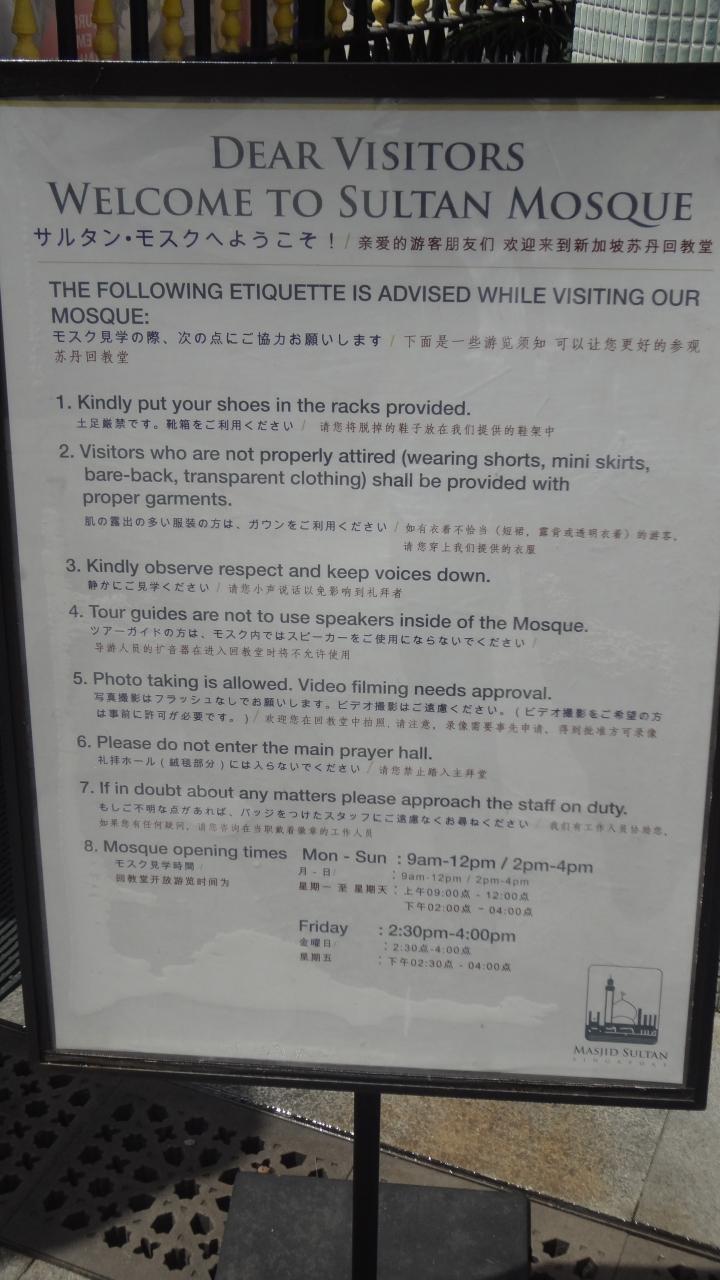 DEAR VISITORS
WELCOME TO SULTAN MOSQUE
サルタン•モスクへようこそ！/ 亲爱的游客朋友们 欢迎来到新加坡苏丹回教堂
THE FOLLOWING ETIQUETTE IS ADVISED WHILE VISITING OUR
MOSQUE:
モスク見学の際、次の点にご協力お願いします / 下面是一些游览须知 可以让您更好的参观
苏丹回教堂
1. Kindly put your shoes in the racks provided.
土足厳禁です。靴箱をご利用ください / 请您将脱掉的鞋子放在我们提供的鞋架中
2. Visitors who are not properly attired (wearing shorts, mini skirts,
bare-back, transparent clothing) shall be provided with
proper garments.
肌の露出の多い服装の方は、ガウンをご利用ください / 如有衣着不恰当（短裙，露背或透明衣着）的游客，
请您穿上我们提供的衣服
3. Kindly observe respect and keep voices down.
静かにご見学ください / 请您小声说话以免影响到礼拜者
4. Tour guides are not to use speakers inside of the Mosque.
ツアーガイドの方は、モスク内ではスピーカーをご使用にならないでください /
导游人员的扩音器在进入回教堂时将不允许使用
5. Photo taking is allowed. Video filming needs approval.
写真撮影はフラッシュなしでお願いします。ビデオ撮影はご遠慮ください。（ビデオ撮影をご希望の方
は事前に許可が必要です。）/ 欢迎您在回教堂中拍照，请注意，录像需要事先申请，得到批准方可录像
6. Please do not enter the main prayer hall.
礼拝ホール（絨毯部分）には入らないでください / 请您禁止踏入主拜堂
7. If in doubt about any matters please approach the staff on duty.
もしご不明な点があれば、バッジをつけたスタッフにご遠慮なくお尋ねください / 我们有工作人员协助您，
如果您有任何疑问，请您咨询在当职戴着徽章的工作人员
8. Mosque opening times Mon - Sun : 9am-12pm / 2pm-4pm
モスク見学時間 / 月 - 日/ : 9am-12pm / 2pm-4pm
回教堂开放游览时间为 星期一 至 星期天 : 上午09:00点 - 12:00点
下午02:00点 - 04:00点
Friday : 2:30pm-4:00pm
金曜日/ : 2:30点-4:00点
星期五 : 下午02:30点 - 04:00点
MASJID SULTAN
SINGAPORE